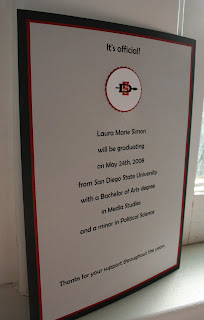 It's official!
SD
Laura Marie Simon
will be graduating
on May 24th, 2008
from San Diego State University
with a Bachelor of Arts degree
in Media Studies
and a minor in Political Science
Thanks for your support throughout the years.